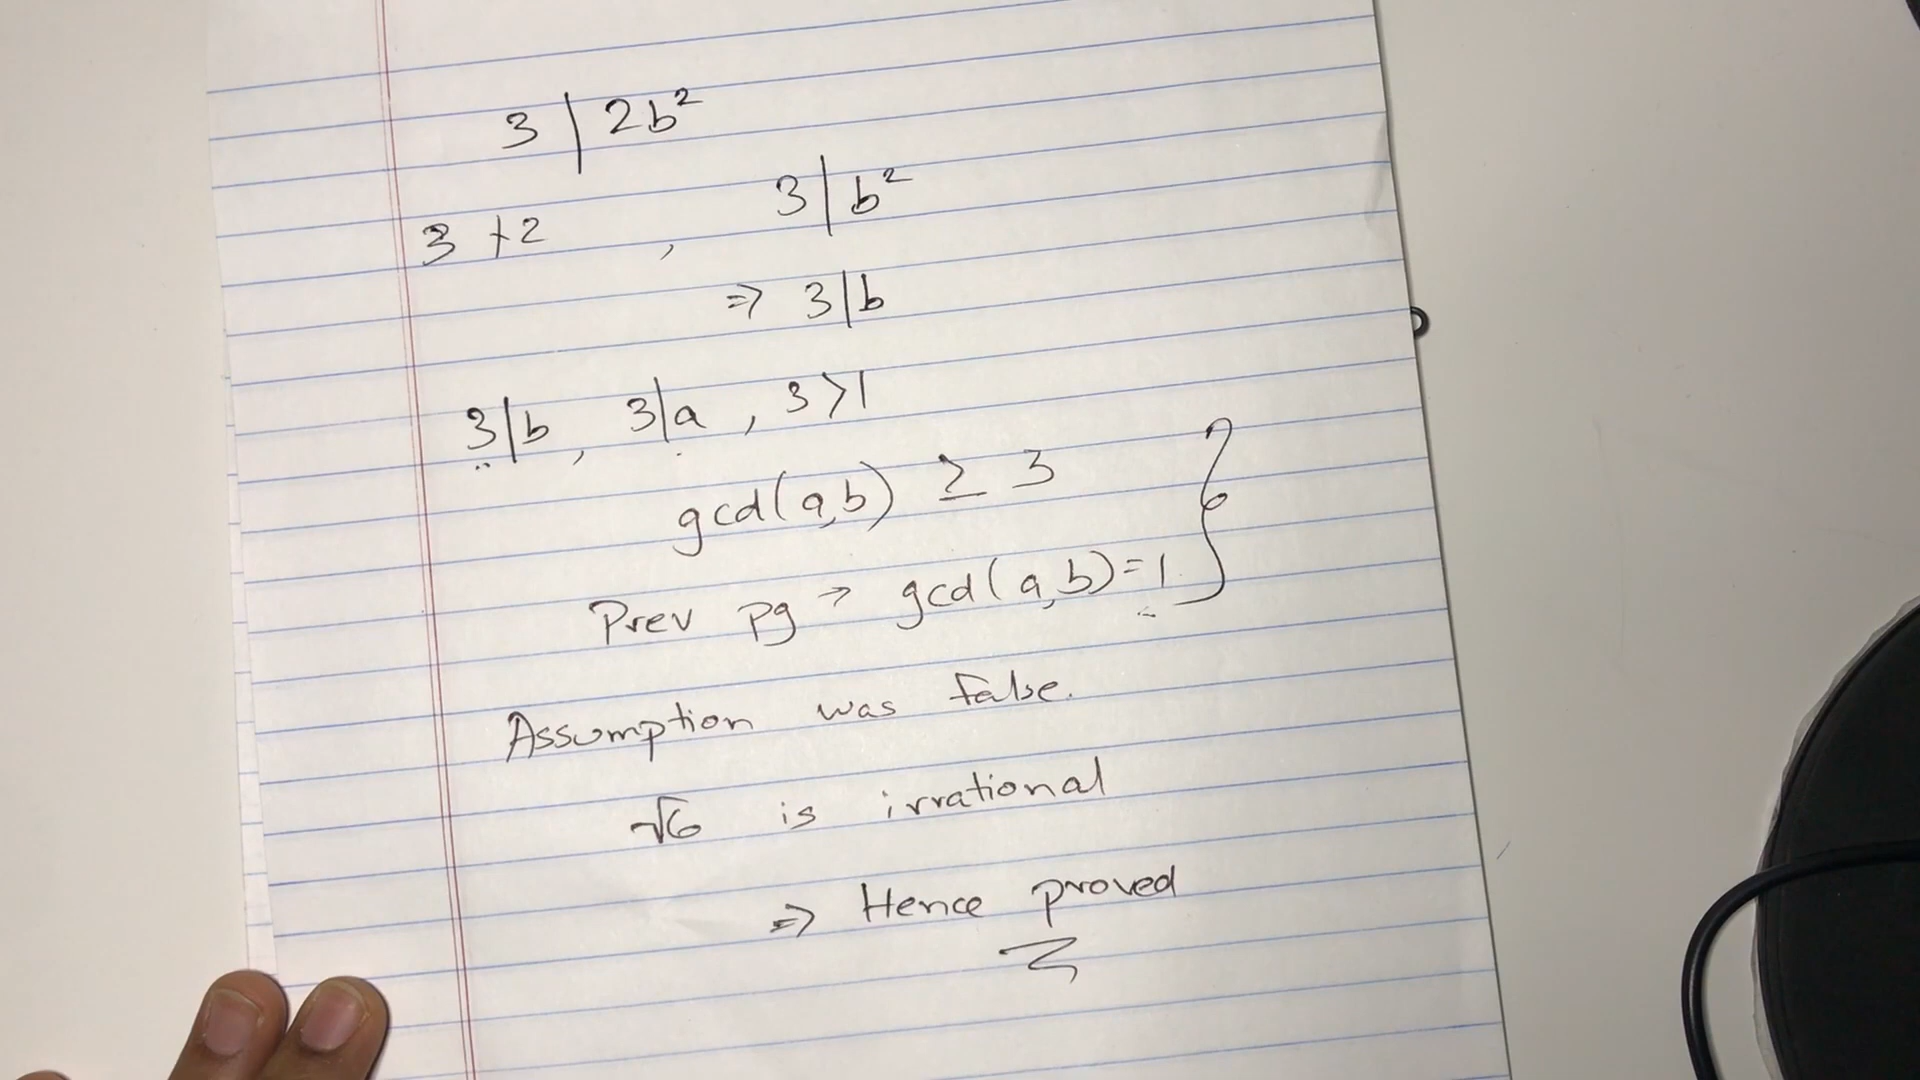 3 | 2b²
3 ∤ 2 , 3 | b²
⇒ 3|b
3|b, 3|a, 3>1
gcd(a,b) ≥ 3
Prev pg → gcd(a,b)=1
Assumption was false.
√6 is irrational
⇒ Hence proved